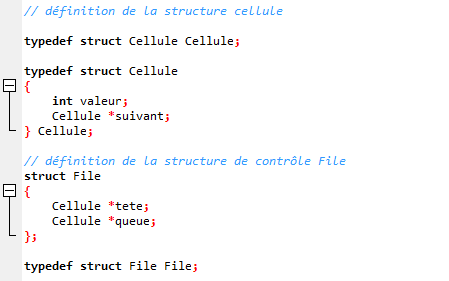 // définition de la structure cellule
typedef struct Cellule Cellule;
typedef struct Cellule
{
int valeur;
Cellule *suivant;
} Cellule;
// définition de la structure de contrôle File
struct File
{
Cellule *tete;
Cellule *queue;
};
typedef struct File File;